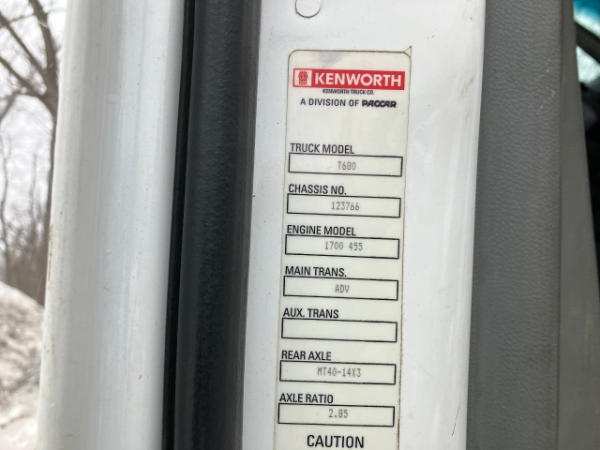 KENWORTH
KENWORTH TRUCK CO.
A DIVISION OF PACCAR
TRUCK MODEL
T680
CHASSIS NO.
123766
ENGINE MODEL
1700 455
MAIN TRANS.
ADV
AUX. TRANS
REAR AXLE
MT40-14X3
AXLE RATIO
2.85
CAUTION